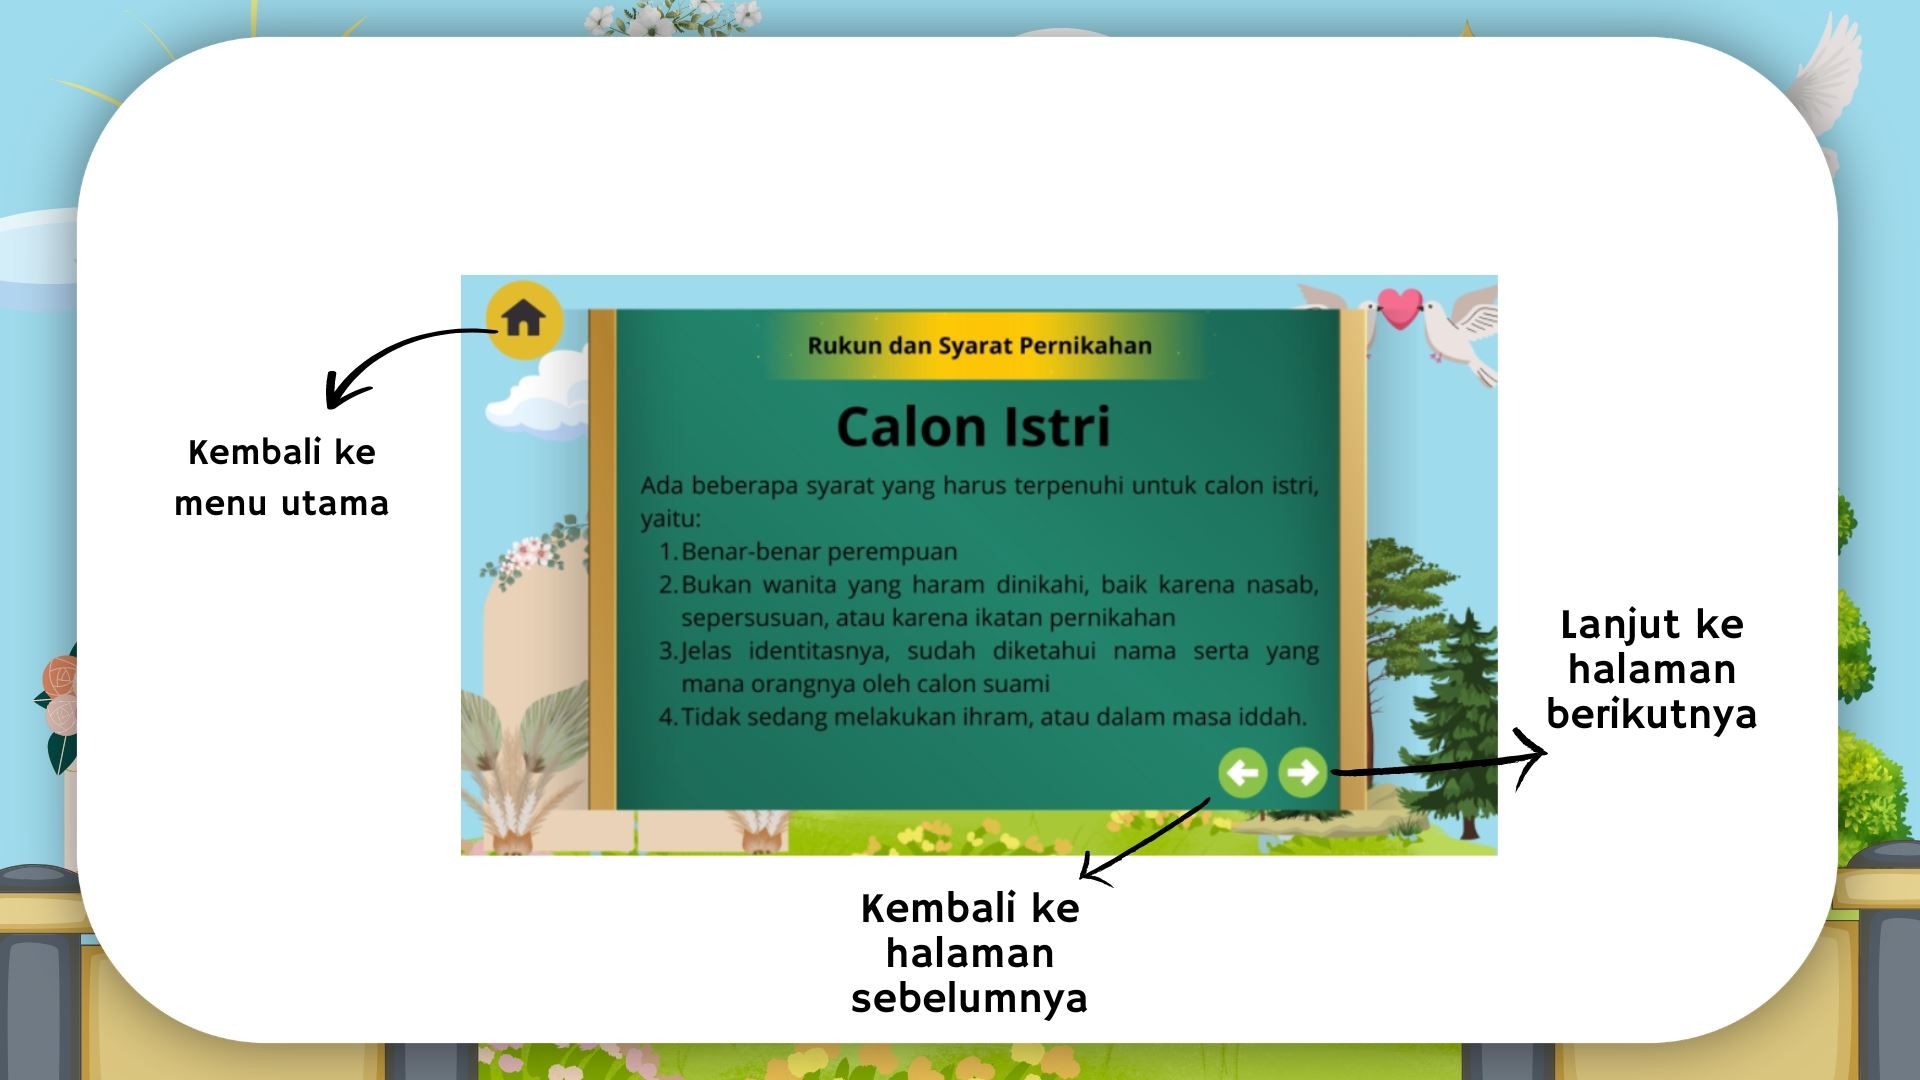 Rukun dan Syarat Pernikahan
Calon Istri
Ada beberapa syarat yang harus terpenuhi untuk calon istri,
yaitu:
1. Benar-benar perempuan
2. Bukan wanita yang haram dinikahi, baik karena nasab,
sepersusuan, atau karena ikatan pernikahan
3. Jelas identitasnya, sudah diketahui nama serta yang
mana orangnya oleh calon suami
4. Tidak sedang melakukan ihram, atau dalam masa iddah.
Kembali ke
menu utama
Lanjut ke
halaman
berikutnya
Kembali ke
halaman
sebelumnya